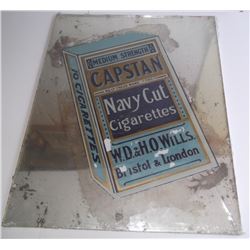 MEDIUM STRENGTH
CAPSTAN
Navy Cut
Cigarettes
W.D. & H.O. Wills.
Bristol & London
10 CIGARETTES